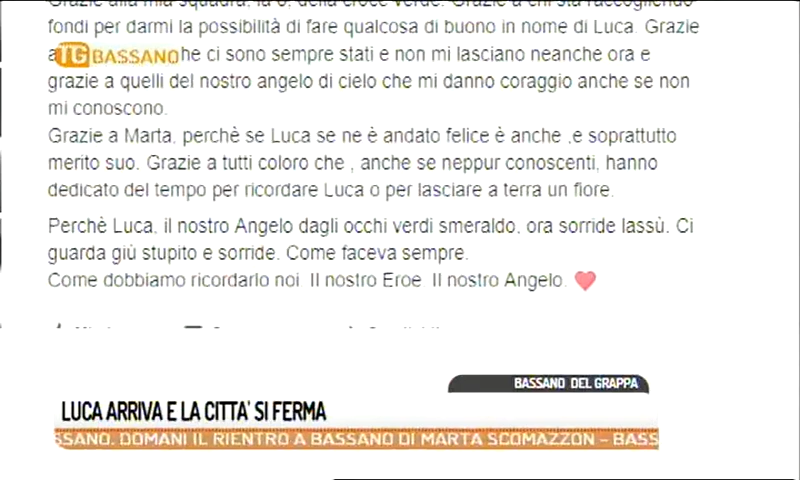 Grazie alla mia squadra, la 6. della croce verde. Grazie a chi sta raccogliendo
fondi per darmi la possibilità di fare qualcosa di buono in nome di Luca. Grazie
a TG BASSANO he ci sono sempre stati e non mi lasciano neanche ora e
grazie a quelli del nostro angelo di cielo che mi danno coraggio anche se non
mi conoscono.
Grazie a Marta, perchè se Luca se ne è andato felice è anche ,e soprattutto
merito suo. Grazie a tutti coloro che , anche se neppur conoscenti, hanno
dedicato del tempo per ricordare Luca o per lasciare a terra un fiore.
Perchè Luca, il nostro Angelo dagli occhi verdi smeraldo, ora sorride lassù. Ci
guarda giù stupito e sorride. Come faceva sempre.
Come dobbiamo ricordarlo noi. Il nostro Eroe. Il nostro Angelo. ❤
BASSANO DEL GRAPPA
LUCA ARRIVA E LA CITTA' SI FERMA
SSANO. DOMANI IL RIENTRO A BASSANO DI MARTA SCOMAZZON – BASS